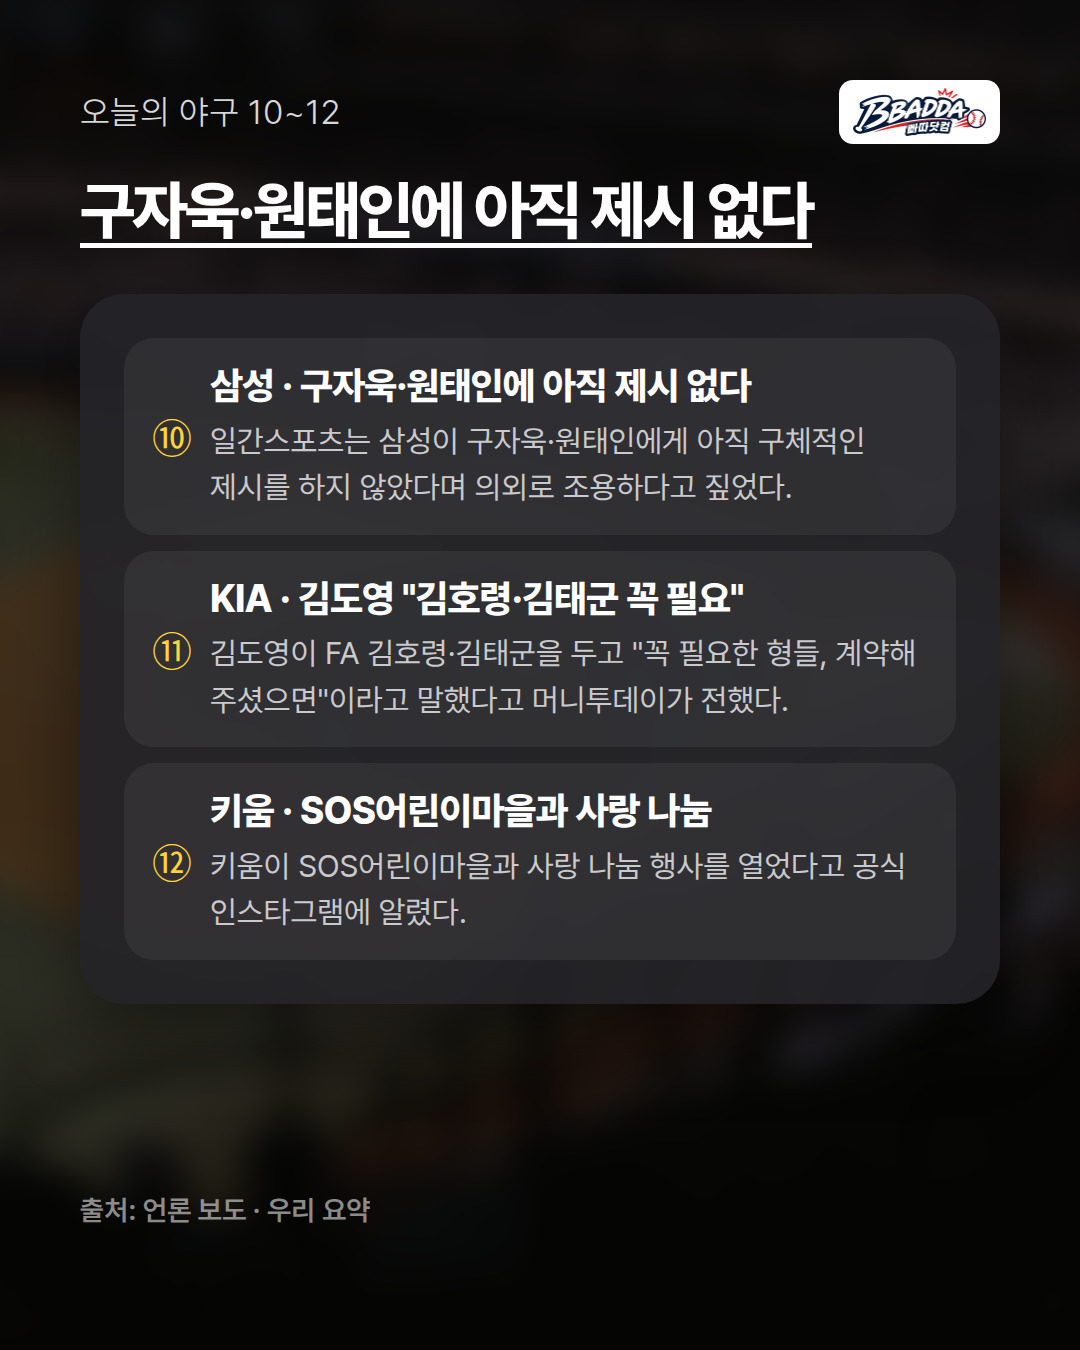 오늘의 야구 10~12
BBADDA
빠따닷컴
구자욱·원태인에 아직 제시 없다
삼성 · 구자욱·원태인에 아직 제시 없다
⑩ 일간스포츠는 삼성이 구자욱·원태인에게 아직 구체적인
제시를 하지 않았다며 의외로 조용하다고 짚었다.
KIA · 김도영 "김호령·김태군 꼭 필요"
⑪ 김도영이 FA 김호령·김태군을 두고 "꼭 필요한 형들, 계약해
주셨으면"이라고 말했다고 머니투데이가 전했다.
키움 · SOS어린이마을과 사랑 나눔
⑫ 키움이 SOS어린이마을과 사랑 나눔 행사를 열었다고 공식
인스타그램에 알렸다.
출처: 언론 보도 · 우리 요약